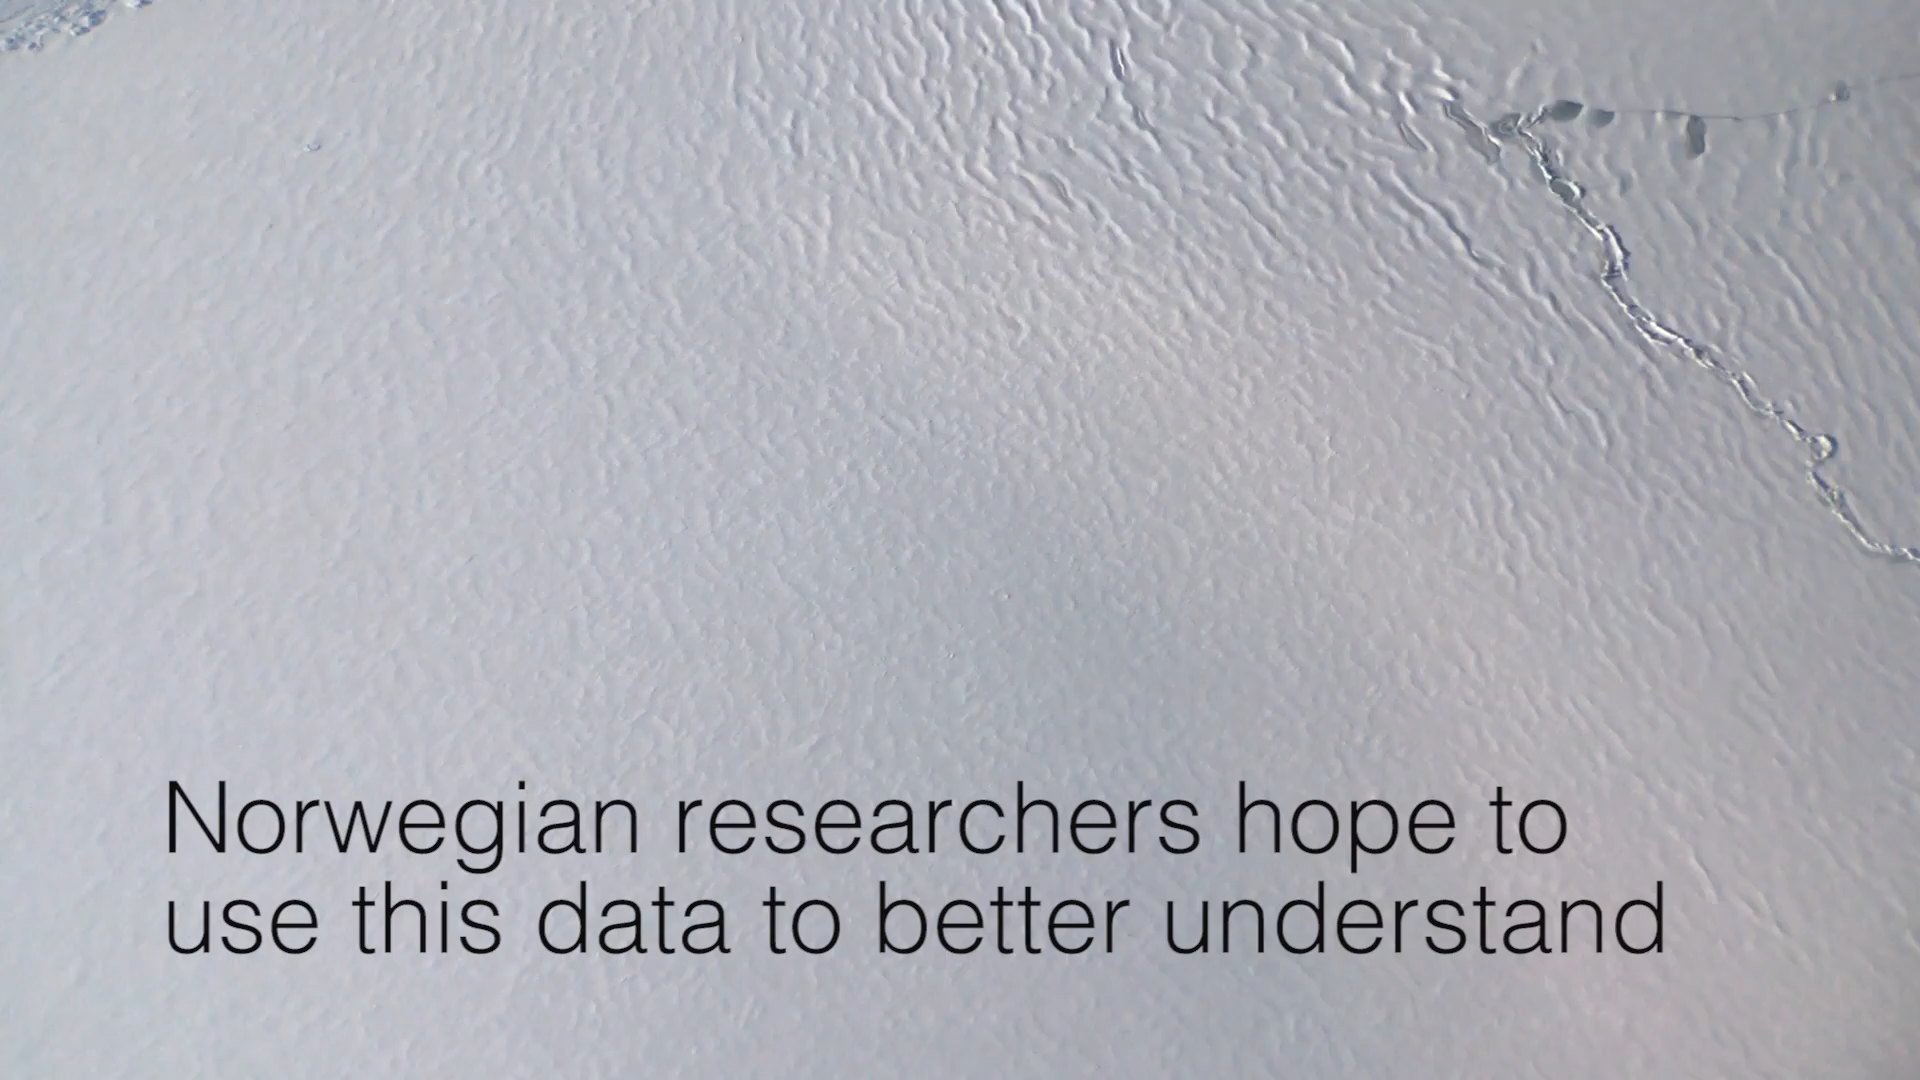 Norwegian researchers hope to
use this data to better understand